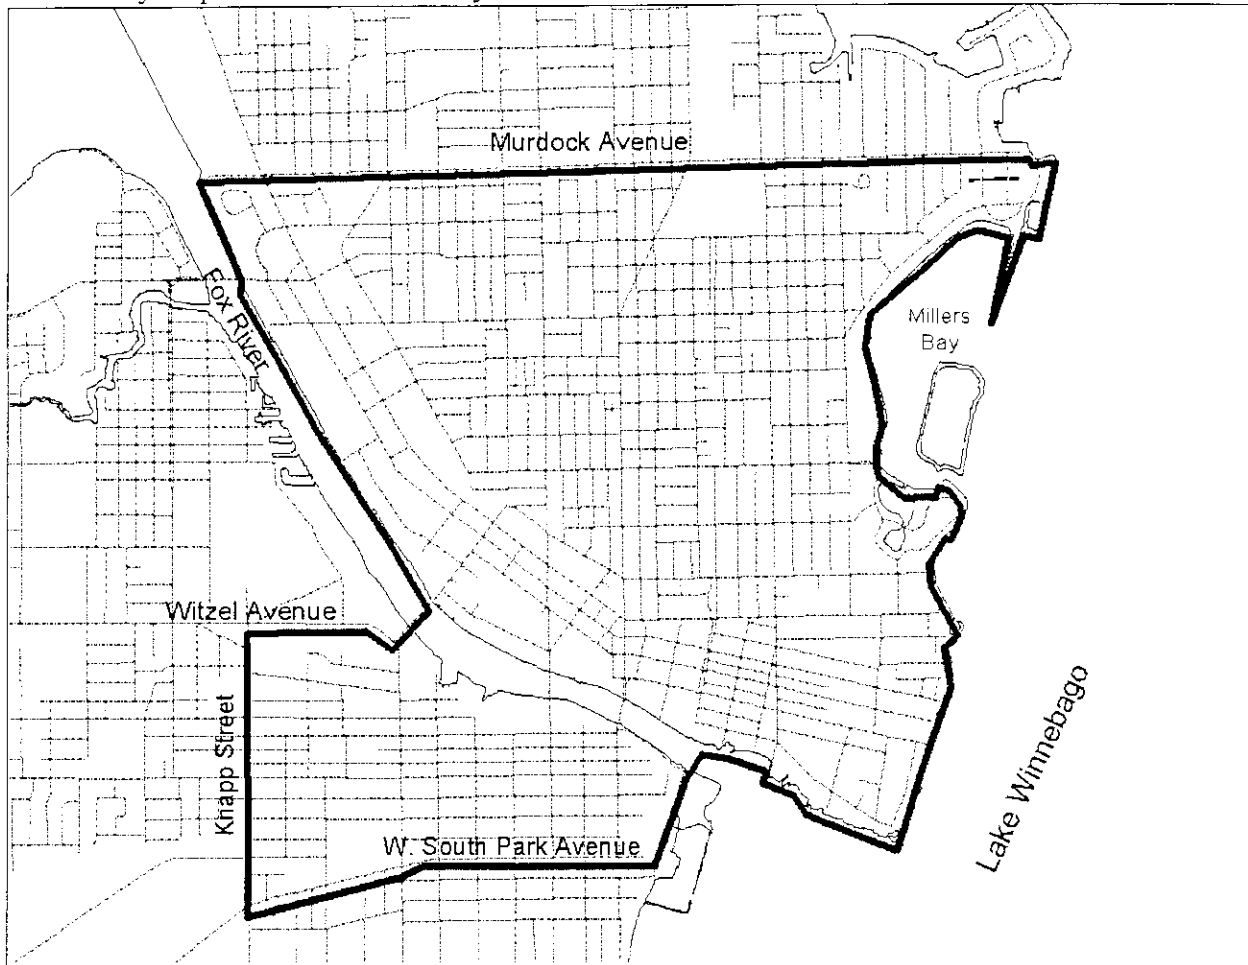 Murdock Avenue
Fox River
Millers
Bay
Witzel Avenue
Knapp Street
Lake Winnebago
W. South Park Avenue